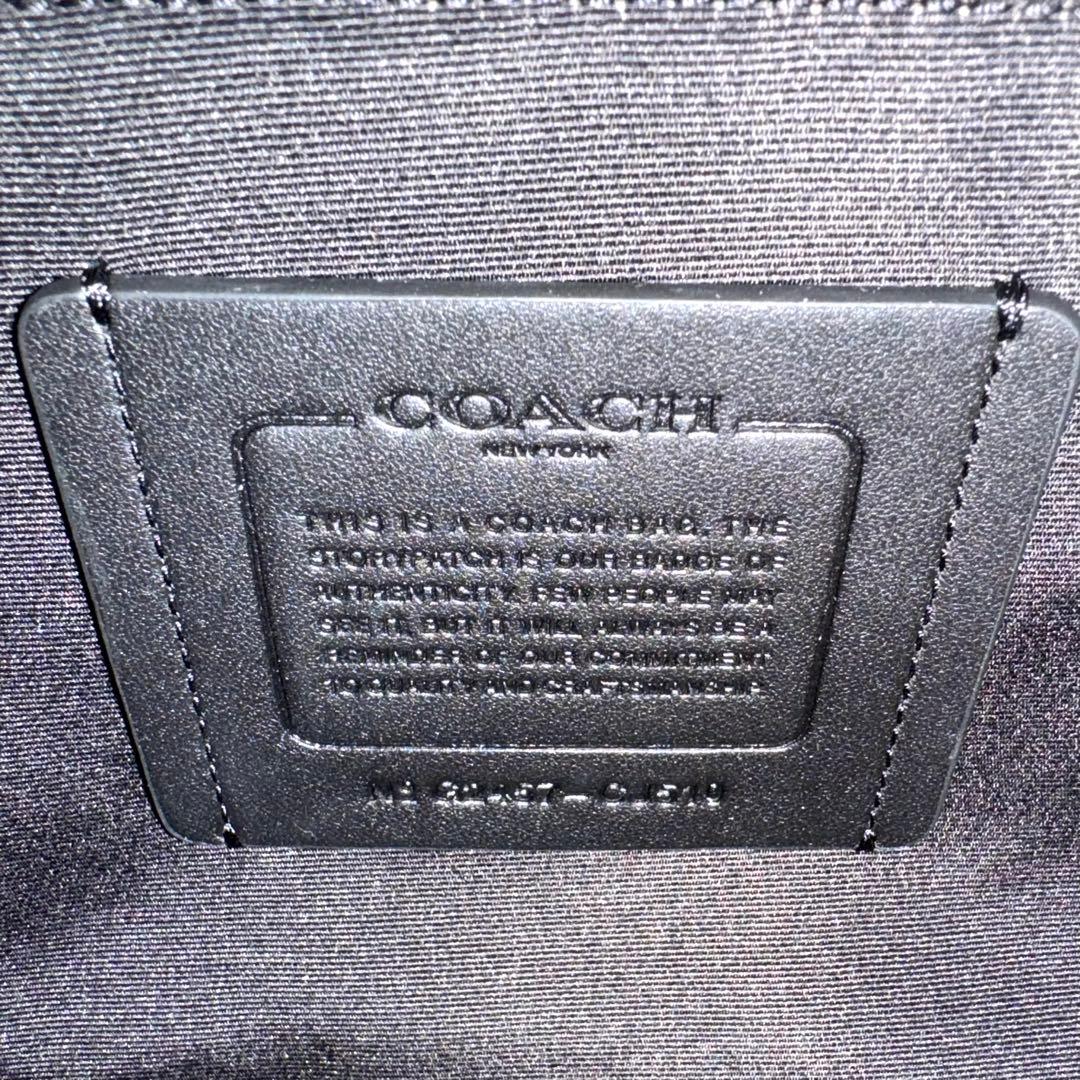 COACH
NEW YORK
THIS IS A COACH BAG. THE
STORYPATCH IS OUR BADGE OF
AUTHENTICITY. FEW PEOPLE MAY
SEE IT, BUT IT WILL ALWAYS BE A
REMINDER OF OUR COMMITMENT
TO QUALITY AND CRAFTSMANSHIP.